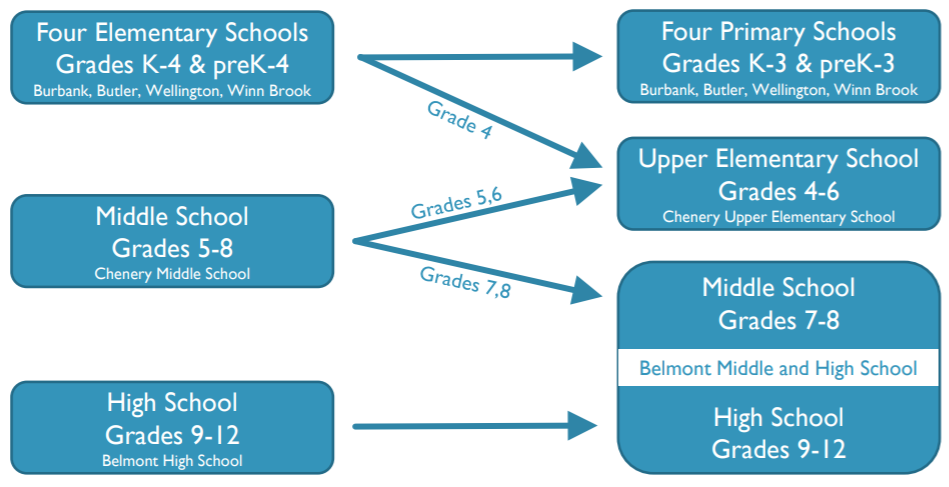 Four Elementary Schools
Grades K-4 & preK-4
Burbank, Butler, Wellington, Winn Brook
Four Primary Schools
Grades K-3 & preK-3
Burbank, Butler, Wellington, Winn Brook
Grade 4
Upper Elementary School
Grades 4-6
Chenery Upper Elementary School
Middle School
Grades 5-8
Chenery Middle School
Grades 5,6
Grades 7,8
Middle School
Grades 7-8
Belmont Middle and High School
High School
Grades 9-12
High School
Grades 9-12
Belmont High School